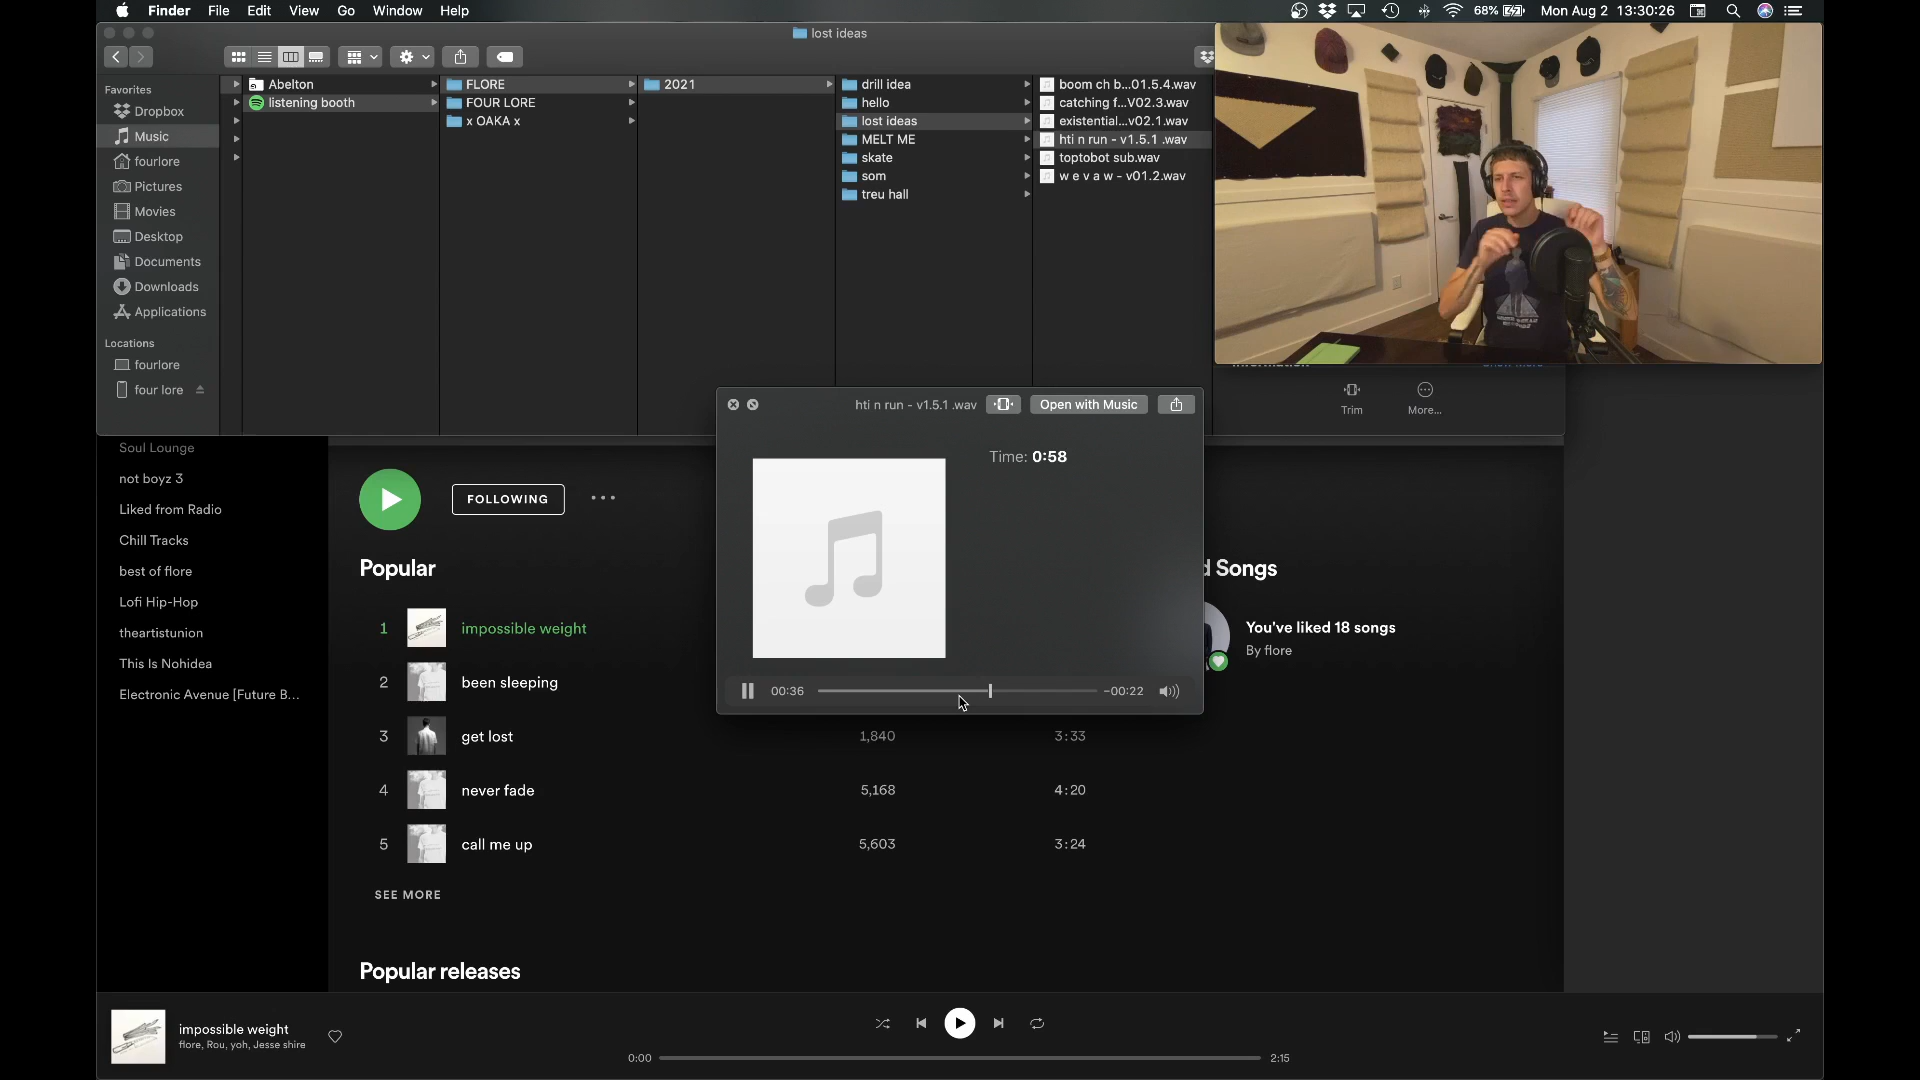 Finder File Edit View Go Window Help
68% Mon Aug 2 13:30:26
lost ideas
Favorites
Dropbox
Music
fourlore
Pictures
Movies
Desktop
Documents
Downloads
Applications
Locations
fourlore
four lore
Abelton
listening booth
FLORE
FOUR LORE
x OAKA x
2021
drill idea
hello
lost ideas
MELT ME
skate
som
treu hall
boom ch b...01.5.4.wav
catching f...V02.3.wav
existential...v02.1.wav
hti n run - v1.5.1 .wav
toptobot sub.wav
w e v a w - v01.2.wav
Trim
More...
hti n run - v1.5.1 .wav
Open with Music
Time: 0:58
00:36
-00:22
Soul Lounge
not boyz 3
Liked from Radio
Chill Tracks
best of flore
Lofi Hip-Hop
theartistunion
This Is Nohidea
Electronic Avenue [Future B...
FOLLOWING
Popular
1 impossible weight
2 been sleeping
3 get lost 1,840 3:33
4 never fade 5,168 4:20
5 call me up 5,603 3:24
SEE MORE
Songs
You've liked 18 songs
By flore
Popular releases
impossible weight
flore, Rou, yoh, Jesse shire
0:00
2:15